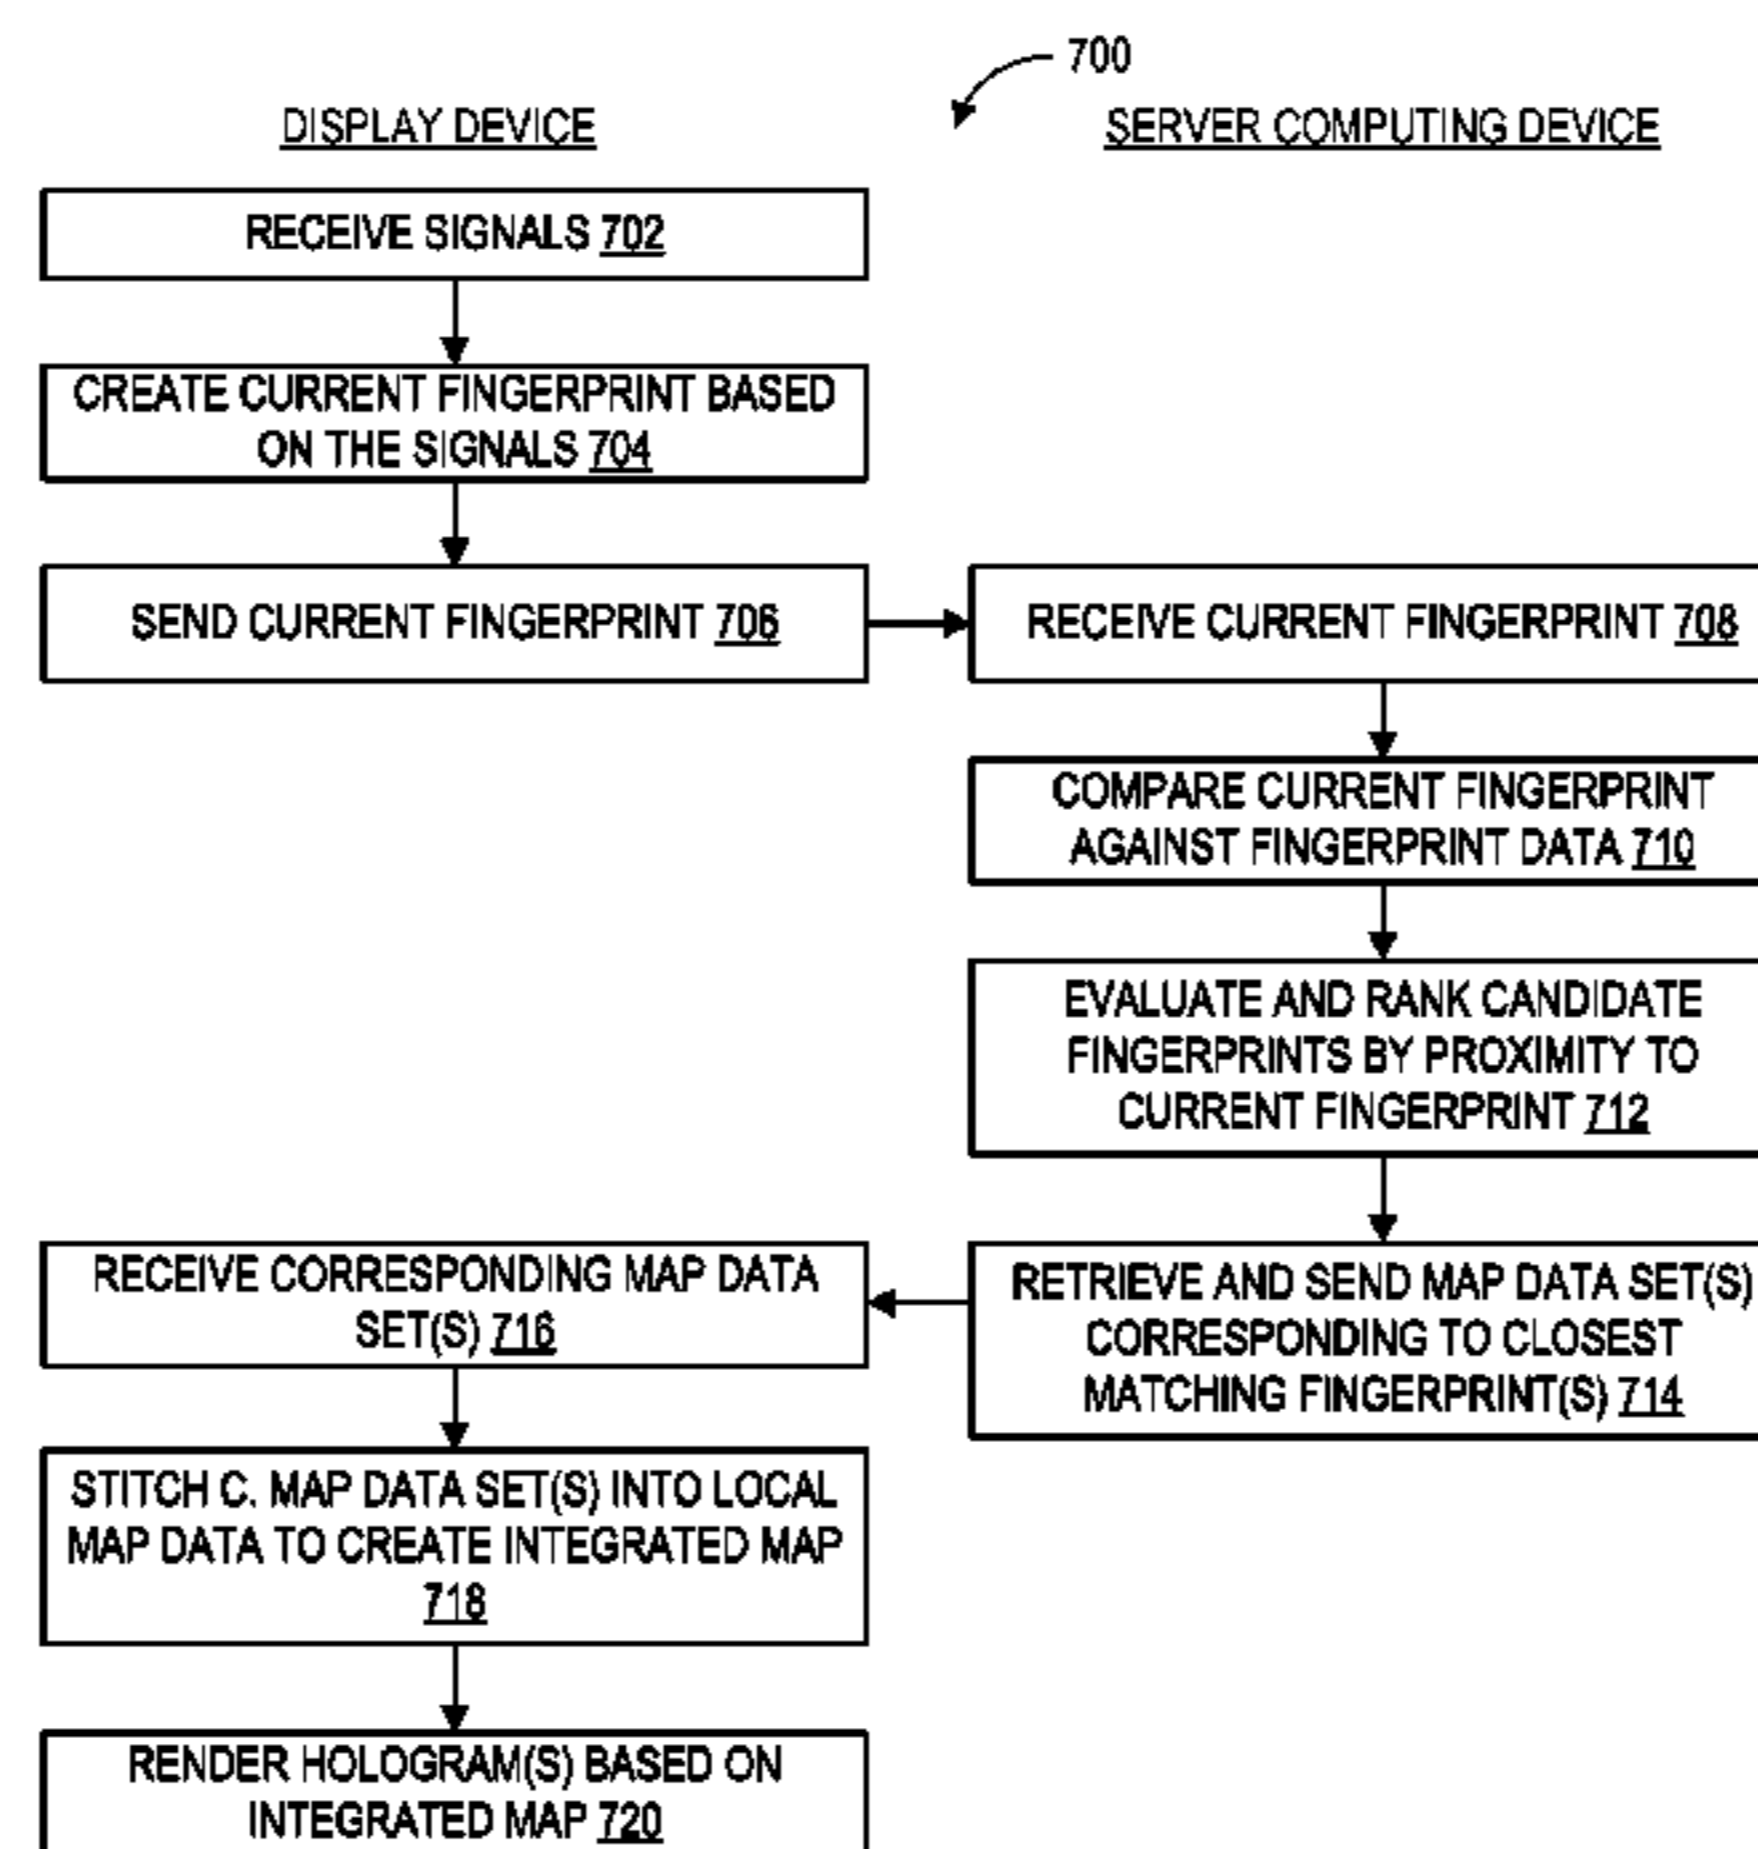 700
DISPLAY DEVICE
SERVER COMPUTING DEVICE
RECEIVE SIGNALS 702
CREATE CURRENT FINGERPRINT BASED
ON THE SIGNALS 704
SEND CURRENT FINGERPRINT 706
RECEIVE CURRENT FINGERPRINT 708
COMPARE CURRENT FINGERPRINT
AGAINST FINGERPRINT DATA 710
EVALUATE AND RANK CANDIDATE
FINGERPRINTS BY PROXIMITY TO
CURRENT FINGERPRINT 712
RETRIEVE AND SEND MAP DATA SET(S)
CORRESPONDING TO CLOSEST
MATCHING FINGERPRINT(S) 714
RECEIVE CORRESPONDING MAP DATA
SET(S) 716
STITCH C. MAP DATA SET(S) INTO LOCAL
MAP DATA TO CREATE INTEGRATED MAP
718
RENDER HOLOGRAM(S) BASED ON
INTEGRATED MAP 720